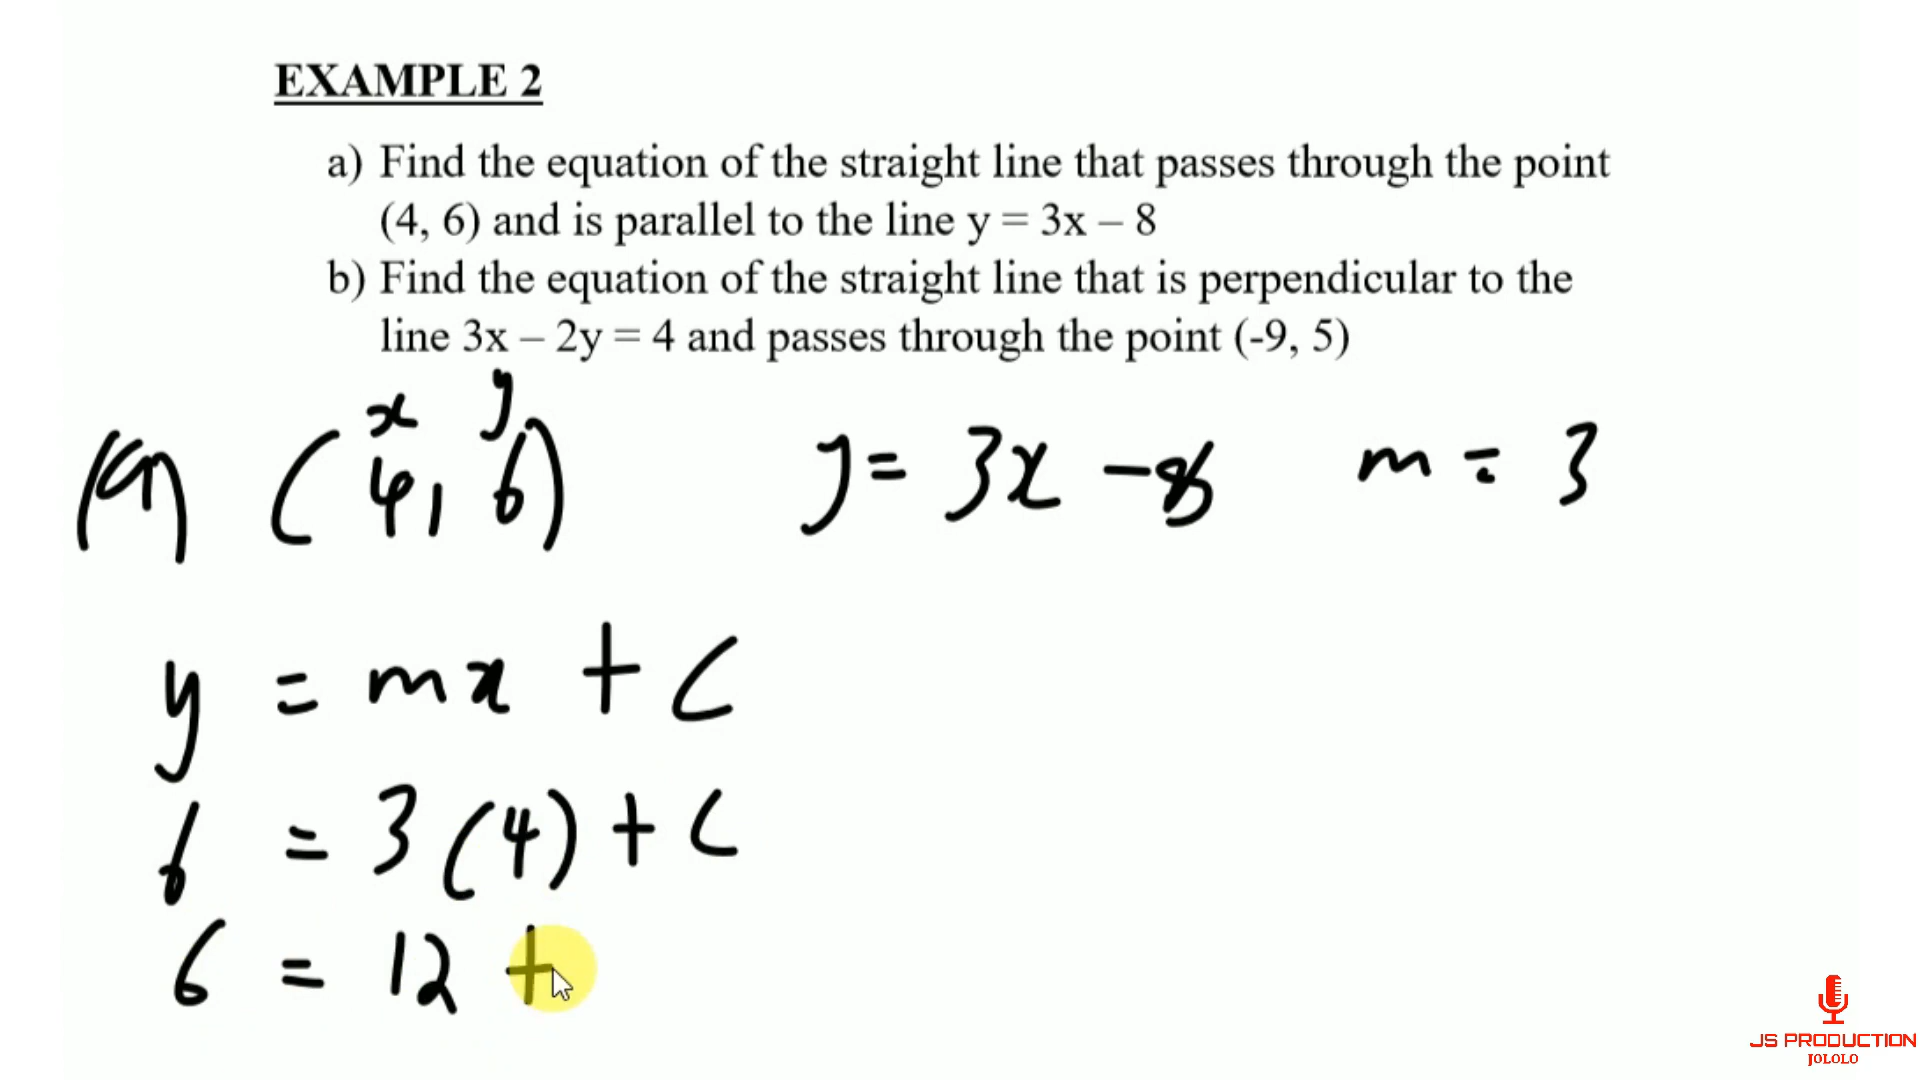 EXAMPLE 2
a) Find the equation of the straight line that passes through the point
(4, 6) and is parallel to the line y = 3x – 8
b) Find the equation of the straight line that is perpendicular to the
line 3x – 2y = 4 and passes through the point (-9, 5)
x y
(a) (4, 6) y = 3x - 8 m = 3
y = mx + c
6 = 3(4) + c
6 = 12 +
JS PRODUCTION
JOLOLO